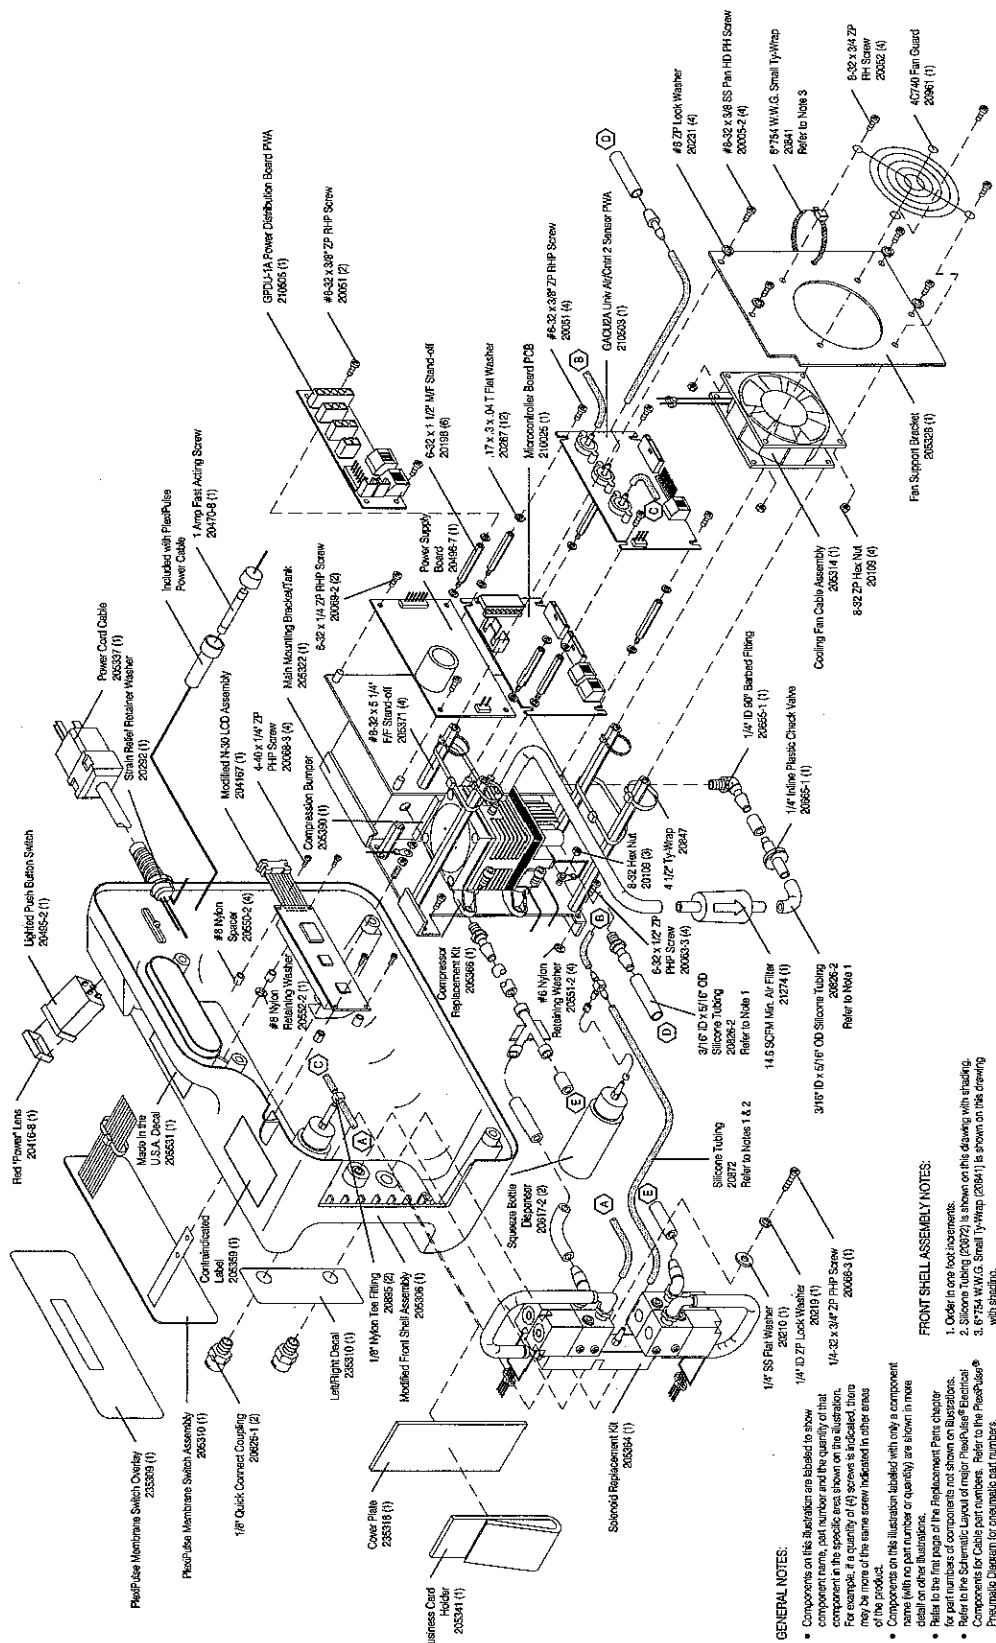 PlexiPulse Membrane Switch Overlay
235309 (1)
PlexiPulse Membrane Switch Assembly
205310 (1)
1/8" Quick Connect Coupling
20625-1 (2)
Cover Plate
235318 (1)
Business Card
Holder
205341 (1)
Red "Power" Lens
20416-8 (1)
Lighted Push Button Switch
20495-2 (1)
Made In the
U.S.A. Decal
205531 (1)
Contraindicated
Label
205359 (1)
Left/Right Decal
235310 (1)
1/8" Nylon Tee Fitting
20885 (2)
Modified Front Shell Assembly
205306 (1)
Solenoid Replacement Kit
205364 (1)
Power Cord Cable
205337 (1)
Strain Relief Retainer Washer
20292 (1)
Included with PlexiPulse
Power Cable
1 Amp Fast Acting Screw
20470-8 (1)
Modified N-30 LCD Assembly
204167 (1)
4-40 x 1/4" ZP
PHP Screw
20068-3 (4)
#8 Nylon
Spacer
20550-2 (4)
#8 Nylon
Retaining Washer
20552-2 (1)
Compression Bumper
205390 (1)
Main Mounting Bracket/Tank
205322 (1)
6-32 x 1/4 ZP RHP Screw
20069-2 (2)
#8-32 x 5 1/4"
F/F Stand-off
205371 (4)
Power Supply
Board
20496-7 (1)
GPDU-1A Power Distribution Board PWA
210505 (1)
#6-32 x 3/8" ZP RHP Screw
20051 (2)
6-32 x 1 1/2" M/F Stand-off
20198 (6)
.17 x .3 x .04 T Flat Washer
20267 (12)
Microcontroller Board PCB
210025 (1)
#6-32 x 3/8" ZP RHP Screw
20051 (4)
GACU2A Univ Air/Cntrl 2 Sensor PWA
210503 (1)
#8 ZP Lock Washer
20231 (4)
#8-32 x 3/8 SS Pan HD PH Screw
20005-2 (4)
6"754 W.W.G. Small Ty-Wrap
20841
Refer to Note 3
8-32 x 3/4 ZP
RH Screw
20052 (4)
4C740 Fan Guard
20961 (1)
Fan Support Bracket
205328 (1)
Cooling Fan Cable Assembly
205314 (1)
8-32 ZP Hex Nut
20109 (4)
Compressor
Replacement Kit
205366 (1)
#6 Nylon
Retaining Washer
20551-2 (4)
8-32 Hex Nut
20109 (3)
4 1/2" Ty-Wrap
20847
6-32 x 1/2" ZP
PHP Screw
20063-3 (4)
1/4" ID 90° Barbed Fitting
20655-1 (1)
1/4" Inline Plastic Check Valve
20665-1 (1)
3/16" ID x 5/16" OD
Silicone Tubing
20826-2
Refer to Note 1
14.6 SCFM Min. Air Filter
21274 (1)
3/16" ID x 5/16" OD Silicone Tubing
20826-2
Refer to Note 1
Squeeze Bottle
Dispenser
20617-2 (2)
Silicone Tubing
20872
Refer to Notes 1 & 2
1/4" SS Flat Washer
20210 (1)
1/4" ID ZP Lock Washer
20219 (1)
1/4-32 x 3/4" ZP PHP Screw
20068-3 (1)
A
A
B
B
C
C
D
D
E
E
GENERAL NOTES:
• Components on this illustration are labeled to show
component name, part number and the quantity of that
component in the specific area shown on the illustration.
For example, if a quantity of (4) screws is indicated, there
may be more of the same screw indicated in other areas
of the product.
• Components on this illustration labeled with only a component
name (with no part number or quantity) are shown in more
detail on other illustrations.
• Refer to the first page of the Replacement Parts chapter
for part numbers of components not shown on illustrations.
• Refer to the Schematic Layout of major PlexiPulse® Electrical
Components for Cable part numbers. Refer to the PlexiPulse®
Pneumatic Diagram for pneumatic part numbers.
FRONT SHELL ASSEMBLY NOTES:
1. Order in one foot increments.
2. Silicone Tubing (20872) is shown on this drawing with shading.
3. 6"754 W.W.G. Small Ty-Wrap (20841) is shown on this drawing
with shading.